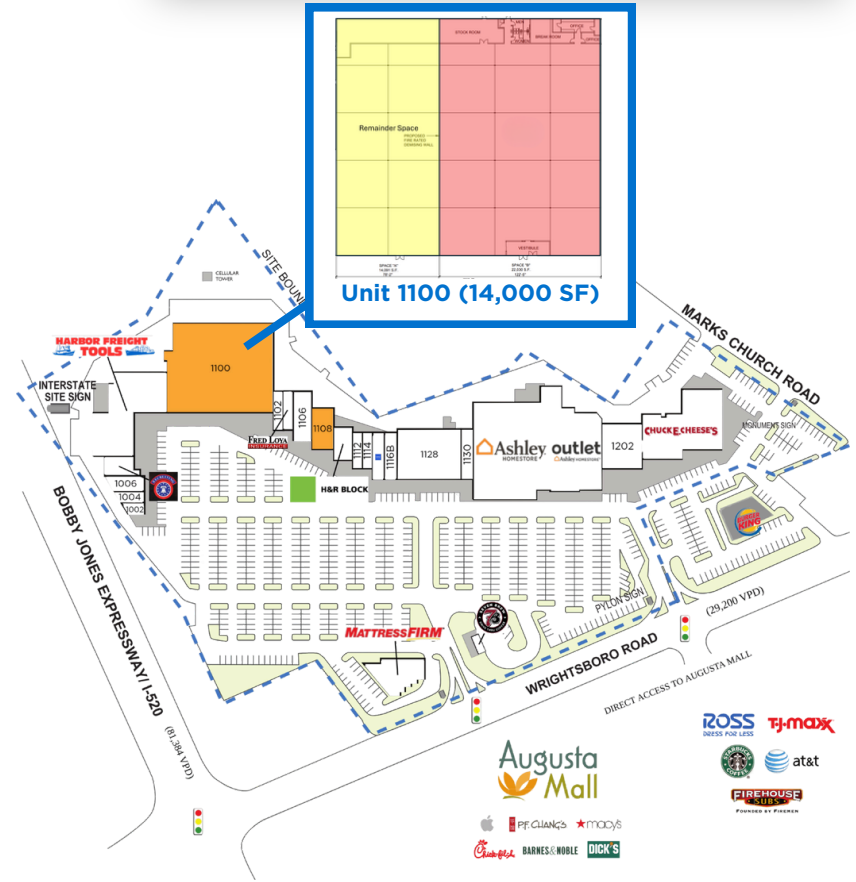 STOCK ROOM
BREAK ROOM
OFFICE
OFFICE
Remainder Space
PROPOSED
FIRE RATED
DEMISING WALL
VESTIBULE
SPACE "A"
SPACE "B"
Unit 1100 (14,000 SF)
CELLULAR
TOWER
SITE BOUN
MARKS CHURCH ROAD
HARBOR FREIGHT
TOOLS
INTERSTATE
SITE SIGN
1100
1102
1106
1108
FRED LOYA
INSURANCE
1112
1114
1116B
1128
1130
Ashley
HOMESTORE
outlet
Ashley HOMESTORE
1202
CHUCK E. CHEESE'S
MONUMENT SIGN
1006
1004
1002
H&R BLOCK
BURGER
KING
BOBBY JONES EXPRESSWAY/ I-520
(81,384 VPD)
MATTRESSFIRM
PYLON SIGN
(29,200 VPD)
WRIGHTSBORO ROAD
DIRECT ACCESS TO AUGUSTA MALL
Augusta
Mall
P.F. CHANG'S
macys
Chick-fil-A
BARNES&NOBLE
DICK'S
ROSS
DRESS FOR LESS
T.J.maxx
STARBUCKS
COFFEE
at&t
FIREHOUSE
SUBS
FOUNDED BY FIREMEN